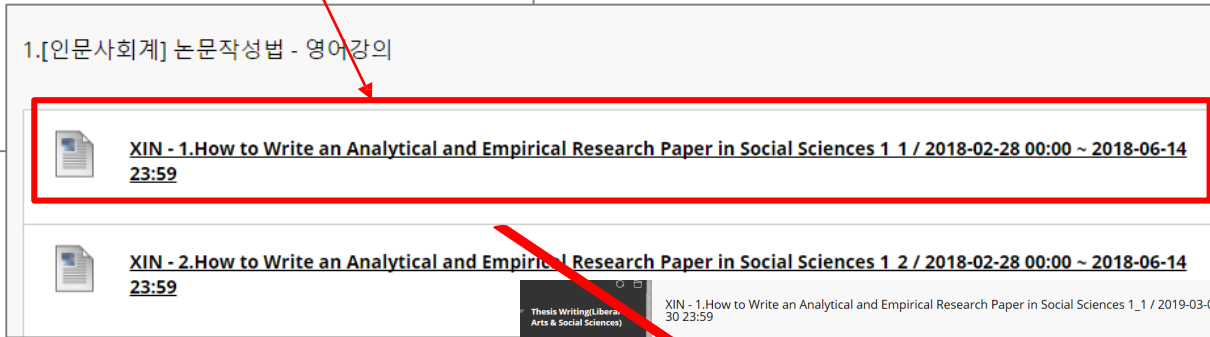 1.[인문사회계] 논문작성법 - 영어강의
XIN - 1.How to Write an Analytical and Empirical Research Paper in Social Sciences 1_1 / 2018-02-28 00:00 ~ 2018-06-14
23:59
XIN - 2.How to Write an Analytical and Empirical Research Paper in Social Sciences 1_2 / 2018-02-28 00:00 ~ 2018-06-14
23:59
Thesis Writing(Liberal
Arts & Social Sciences)
XIN - 1.How to Write an Analytical and Empirical Research Paper in Social Sciences 1_1 /
30 23:59